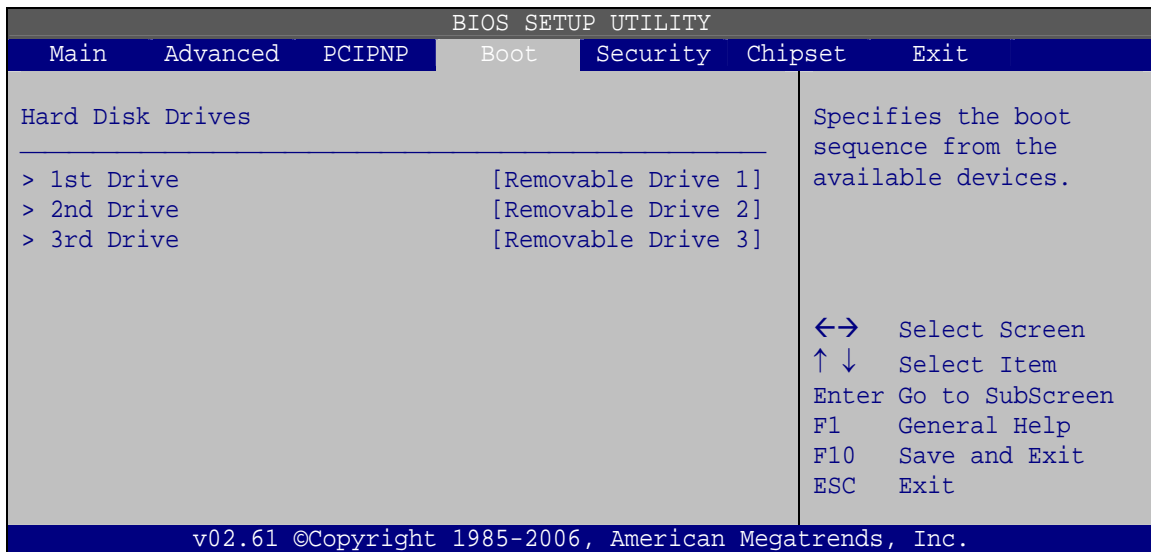 BIOS SETUP UTILITY
Main Advanced PCIPNP Boot Security Chipset Exit
Hard Disk Drives
> 1st Drive [Removable Drive 1]
> 2nd Drive [Removable Drive 2]
> 3rd Drive [Removable Drive 3]
Specifies the boot
sequence from the
available devices.
←→ Select Screen
↑ ↓ Select Item
Enter Go to SubScreen
F1 General Help
F10 Save and Exit
ESC Exit
v02.61 ©Copyright 1985-2006, American Megatrends, Inc.